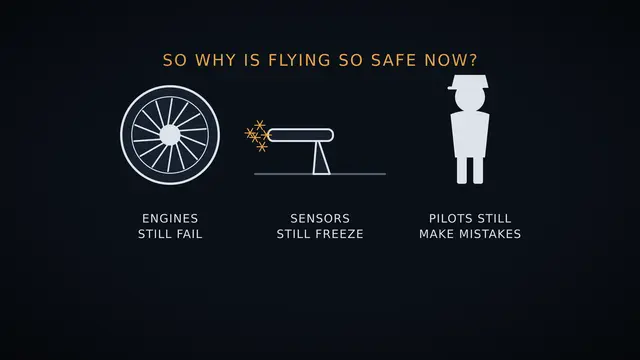 SO WHY IS FLYING SO SAFE NOW?
ENGINES
STILL FAIL
SENSORS
STILL FREEZE
PILOTS STILL
MAKE MISTAKES